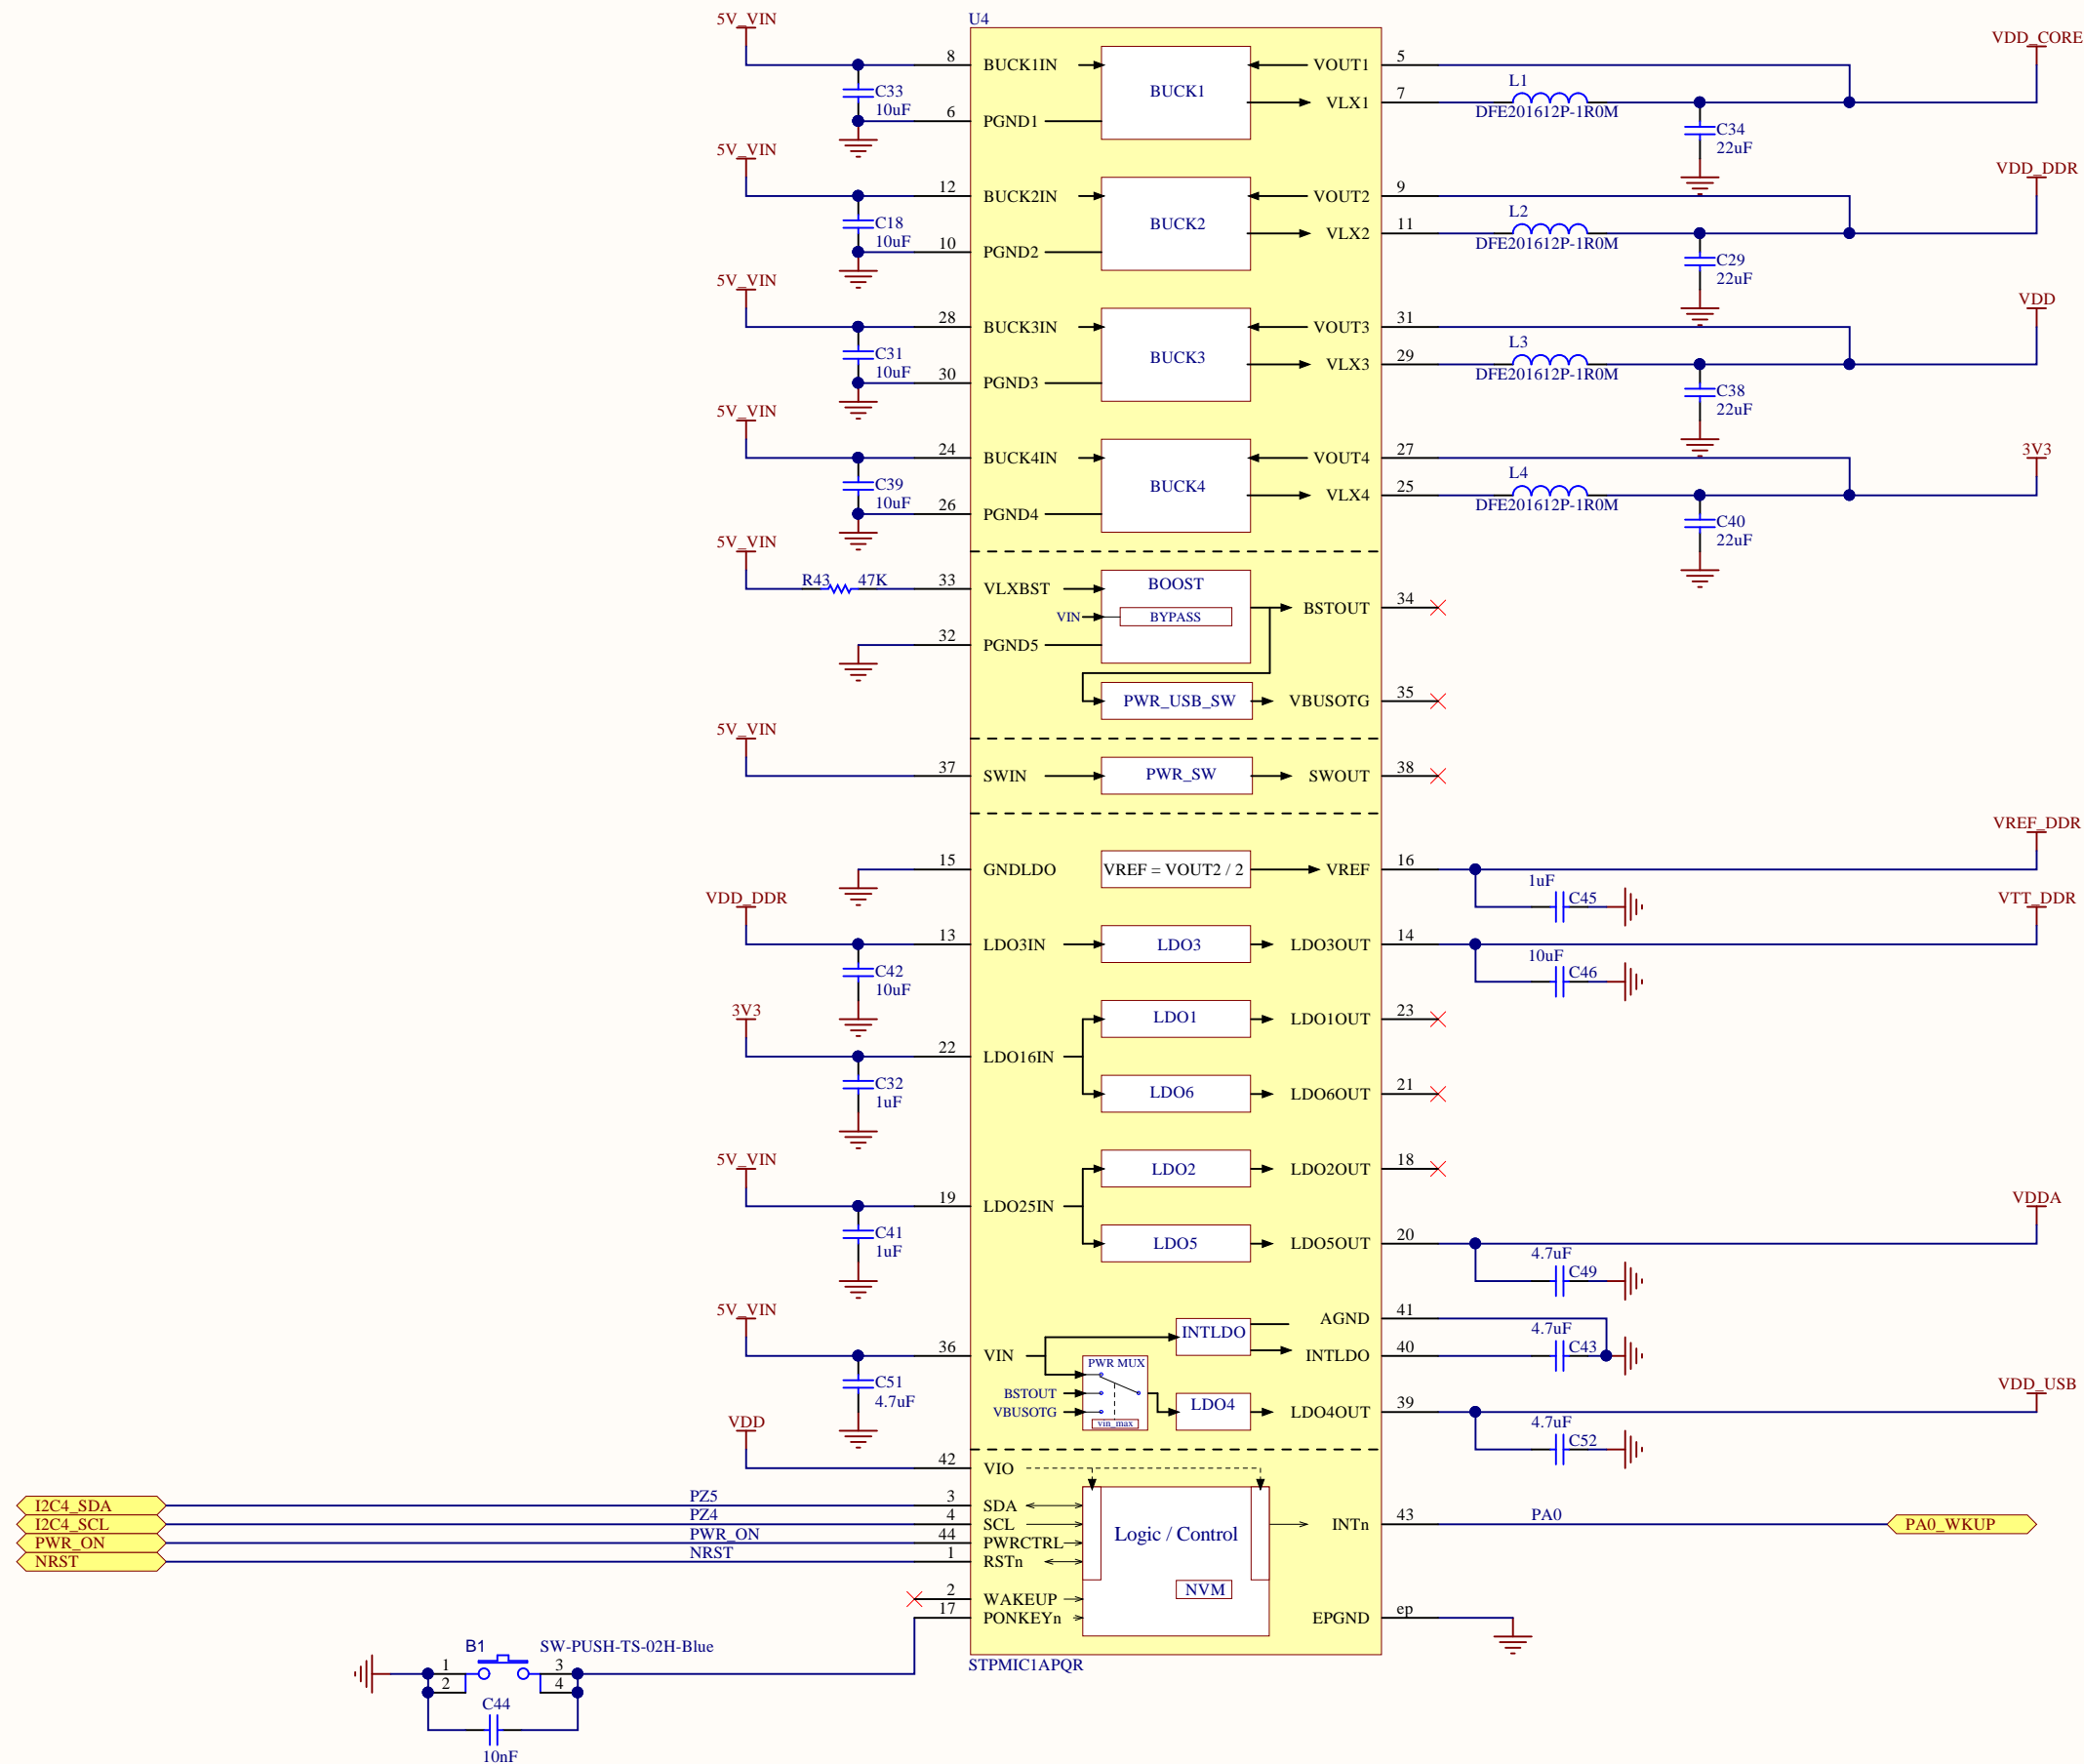 U4
5V_VIN
8 BUCK1IN
C33
10uF
6 PGND1
BUCK1
VOUT1 5
VLX1 7
L1
DFE201612P-1R0M
C34
22uF
VDD_CORE
5V_VIN
12 BUCK2IN
C18
10uF
10 PGND2
BUCK2
VOUT2 9
VLX2 11
L2
DFE201612P-1R0M
C29
22uF
VDD_DDR
5V_VIN
28 BUCK3IN
C31
10uF
30 PGND3
BUCK3
VOUT3 31
VLX3 29
L3
DFE201612P-1R0M
C38
22uF
VDD
5V_VIN
24 BUCK4IN
C39
10uF
26 PGND4
BUCK4
VOUT4 27
VLX4 25
L4
DFE201612P-1R0M
C40
22uF
3V3
5V_VIN
R43 47K
33 VLXBST
BOOST
VIN BYPASS
32 PGND5
BSTOUT 34
PWR_USB_SW
VBUSOTG 35
5V_VIN
37 SWIN
PWR_SW
SWOUT 38
15 GNDLDO
VREF = VOUT2 / 2
VREF 16
1uF
C45
VREF_DDR
VDD_DDR
13 LDO3IN
C42
10uF
LDO3
LDO3OUT 14
10uF
C46
VTT_DDR
3V3
22 LDO16IN
C32
1uF
LDO1
LDO1OUT 23
LDO6
LDO6OUT 21
5V_VIN
19 LDO25IN
C41
1uF
LDO2
LDO2OUT 18
LDO5
LDO5OUT 20
4.7uF
C49
VDDA
5V_VIN
36 VIN
C51
4.7uF
INTLDO
AGND 41
INTLDO 40
4.7uF
C43
PWR MUX
BSTOUT
VBUSOTG
vin_max
LDO4
LDO4OUT 39
4.7uF
C52
VDD_USB
VDD
42 VIO
I2C4_SDA PZ5 3 SDA
I2C4_SCL PZ4 4 SCL
PWR_ON PWR_ON 44 PWRCTRL
NRST NRST 1 RSTn
2 WAKEUP
17 PONKEYn
Logic / Control
NVM
INTn 43 PA0 PA0_WKUP
EPGND ep
STPMIC1APQR
B1 SW-PUSH-TS-02H-Blue
1 3
2 4
C44
10nF